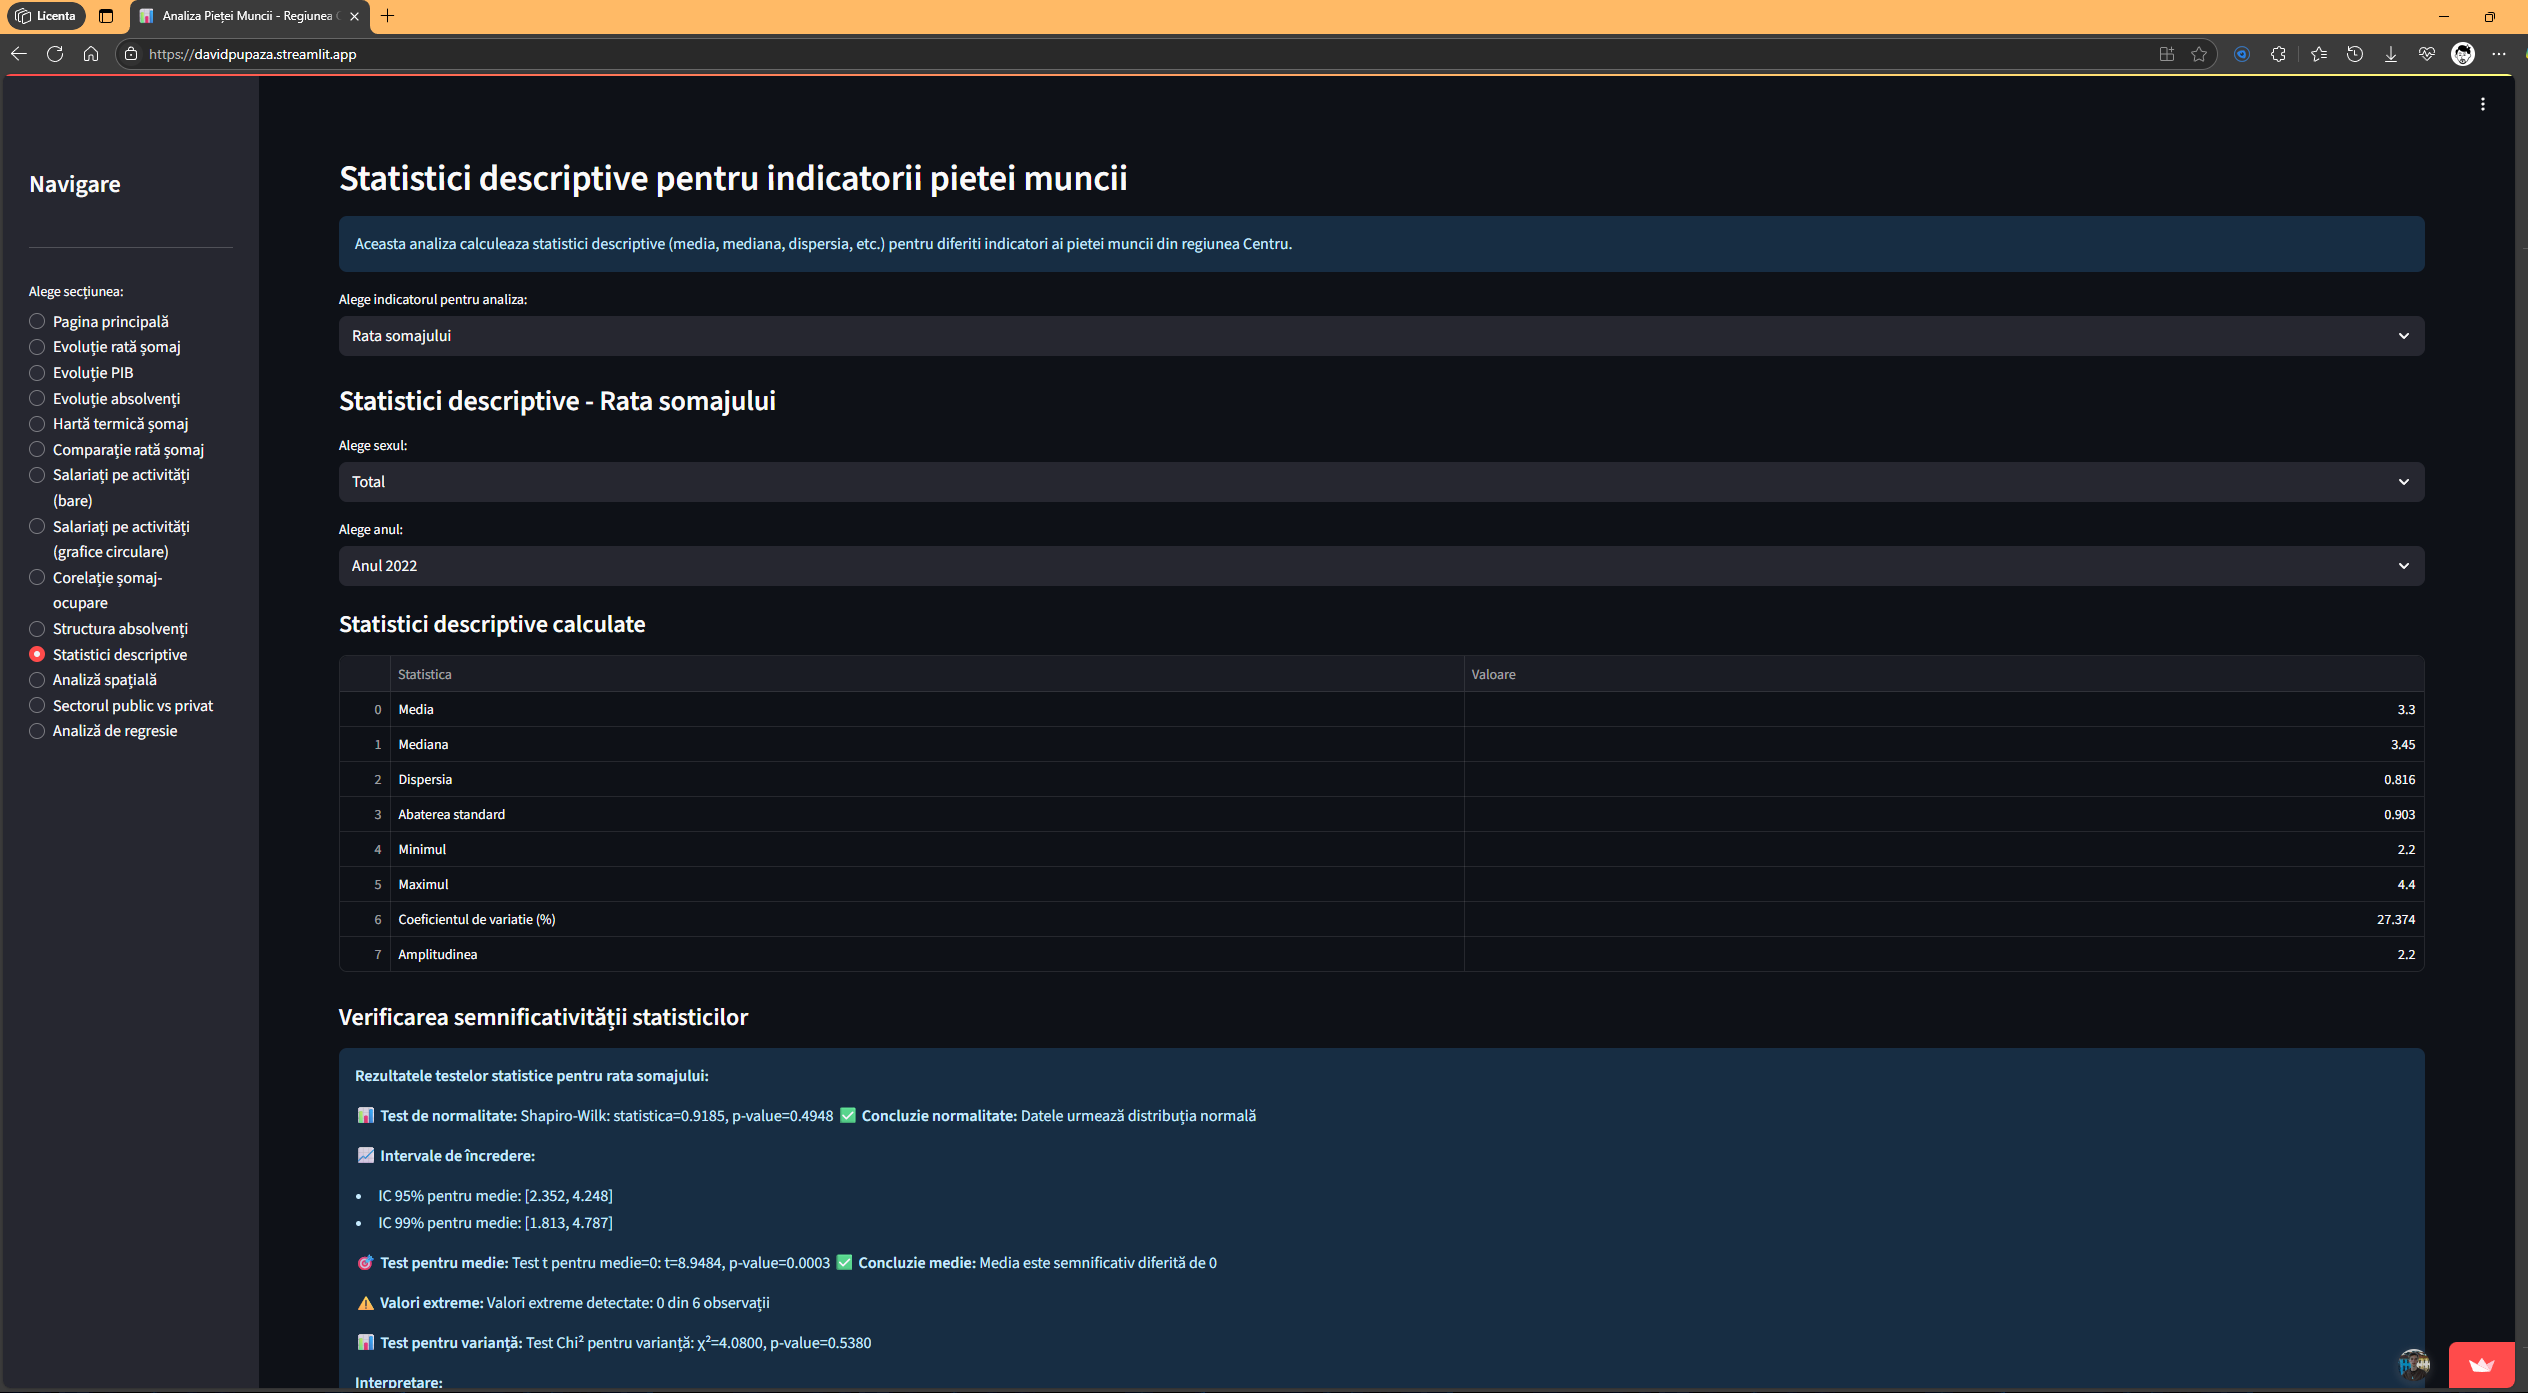 Licenta
Analiza Pieței Muncii - Regiunea
https://davidpupaza.streamlit.app
Navigare
Alege secțiunea:
Pagina principală
Evoluție rată șomaj
Evoluție PIB
Evoluție absolvenți
Hartă termică șomaj
Comparație rată șomaj
Salariați pe activități
(bare)
Salariați pe activități
(grafice circulare)
Corelație șomaj-
ocupare
Structura absolvenți
Statistici descriptive
Analiză spațială
Sectorul public vs privat
Analiză de regresie
Statistici descriptive pentru indicatorii pietei muncii
Aceasta analiza calculeaza statistici descriptive (media, mediana, dispersia, etc.) pentru diferiti indicatori ai pietei muncii din regiunea Centru.
Alege indicatorul pentru analiza:
Rata somajului
Statistici descriptive - Rata somajului
Alege sexul:
Total
Alege anul:
Anul 2022
Statistici descriptive calculate
Statistica Valoare
0 Media 3.3
1 Mediana 3.45
2 Dispersia 0.816
3 Abaterea standard 0.903
4 Minimul 2.2
5 Maximul 4.4
6 Coeficientul de variatie (%) 27.374
7 Amplitudinea 2.2
Verificarea semnificativității statisticilor
Rezultatele testelor statistice pentru rata somajului:
📊 Test de normalitate: Shapiro-Wilk: statistica=0.9185, p-value=0.4948 ✅ Concluzie normalitate: Datele urmează distribuția normală
📈 Intervale de încredere:
• IC 95% pentru medie: [2.352, 4.248]
• IC 99% pentru medie: [1.813, 4.787]
🎯 Test pentru medie: Test t pentru medie=0: t=8.9484, p-value=0.0003 ✅ Concluzie medie: Media este semnificativ diferită de 0
⚠️ Valori extreme: Valori extreme detectate: 0 din 6 observații
📊 Test pentru varianță: Test Chi² pentru varianță: χ²=4.0800, p-value=0.5380
Interpretare: